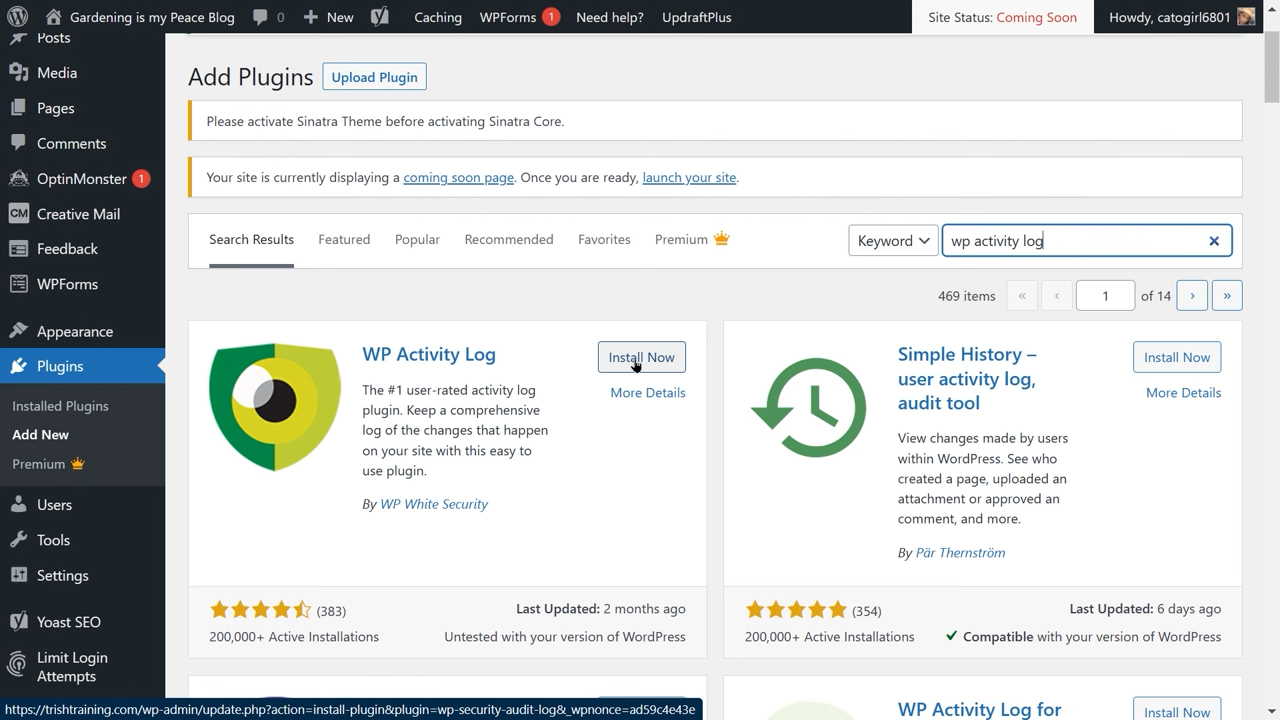 Gardening is my Peace Blog 0 New Caching WPForms 1 Need help? UpdraftPlus Site Status: Coming Soon Howdy, catogirl6801
Posts
Media
Pages
Comments
OptinMonster 1
CM Creative Mail
Feedback
WPForms
Appearance
Plugins
Installed Plugins
Add New
Premium
Users
Tools
Settings
Yoast SEO
Limit Login
Attempts
Add Plugins Upload Plugin
Please activate Sinatra Theme before activating Sinatra Core.
Your site is currently displaying a coming soon page. Once you are ready, launch your site.
Search Results Featured Popular Recommended Favorites Premium Keyword wp activity log
469 items « ‹ 1 of 14 › »
WP Activity Log
Install Now
More Details
The #1 user-rated activity log
plugin. Keep a comprehensive
log of the changes that happen
on your site with this easy to
use plugin.
By WP White Security
(383)
Last Updated: 2 months ago
200,000+ Active Installations
Untested with your version of WordPress
Simple History –
user activity log,
audit tool
Install Now
More Details
View changes made by users
within WordPress. See who
created a page, uploaded an
attachment or approved an
comment, and more.
By Pär Thernström
(354)
Last Updated: 6 days ago
200,000+ Active Installations
Compatible with your version of WordPress
WP Activity Log for
Install Now
https://trishtraining.com/wp-admin/update.php?action=install-plugin&plugin=wp-security-audit-log&_wpnonce=ad59c4e43e